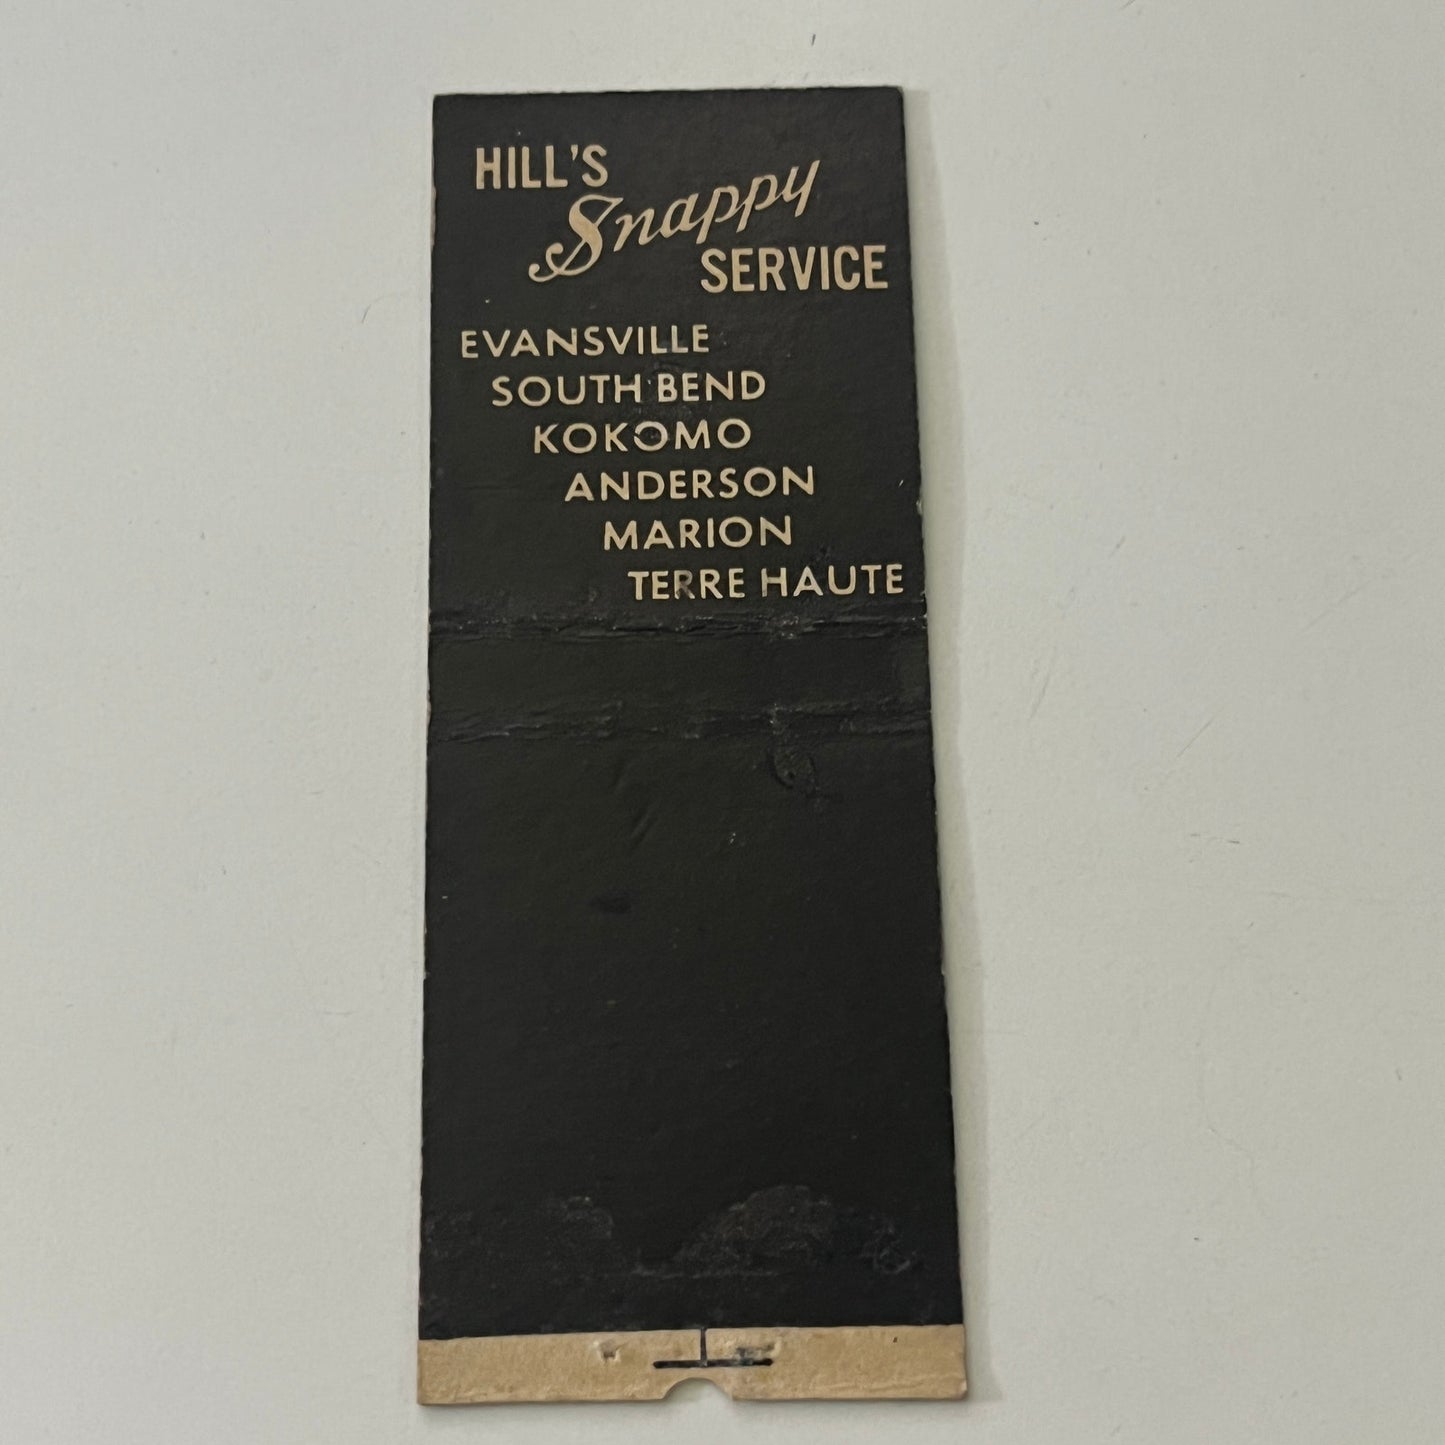 HILL'S
Snappy
SERVICE
EVANSVILLE
SOUTH BEND
KOKOMO
ANDERSON
MARION
TERRE HAUTE